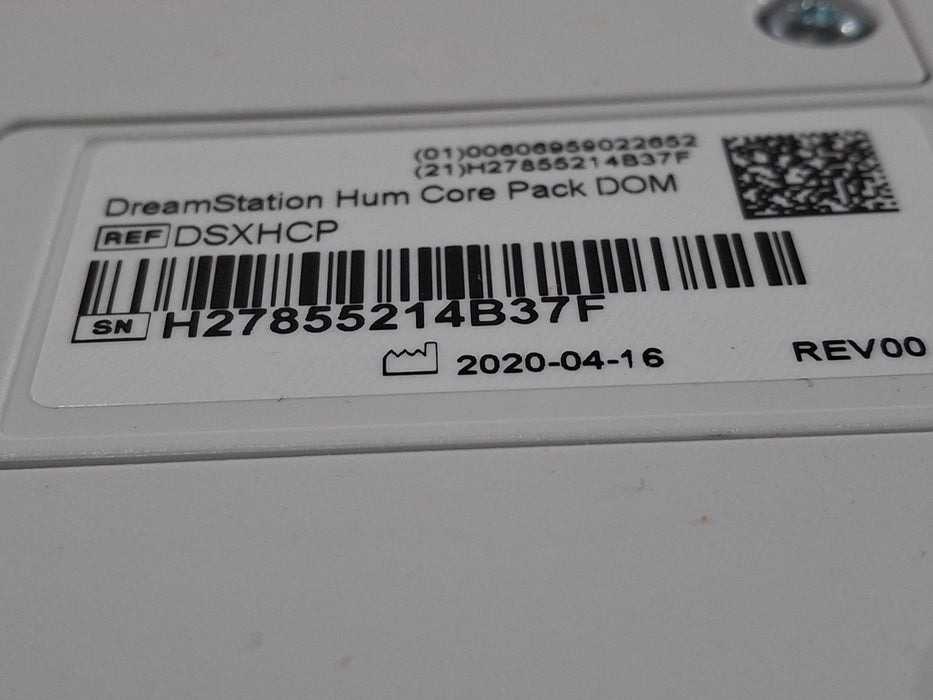 (01)00606959022652
(21)H27855214B37F
DreamStation Hum Core Pack DOM
REF DSXHCP
SN H27855214B37F
2020-04-16
REV00